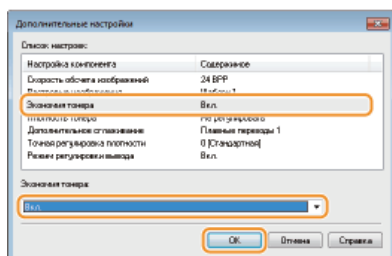 Дополнительные настройки
Список настроек:
Настройка компонента Содержимое
Скорость обсчета изображений 24 BPP
Экономия тонера Вкл.
Плотность тонера Не регулировать
Дополнительное сглаживание Плавные переводы 1
Точная регулировка плотности 0 [Стандартная]
Режим регулировки вывода Вкл.
Экономия тонера:
Вкл.
OK Отмена Справка